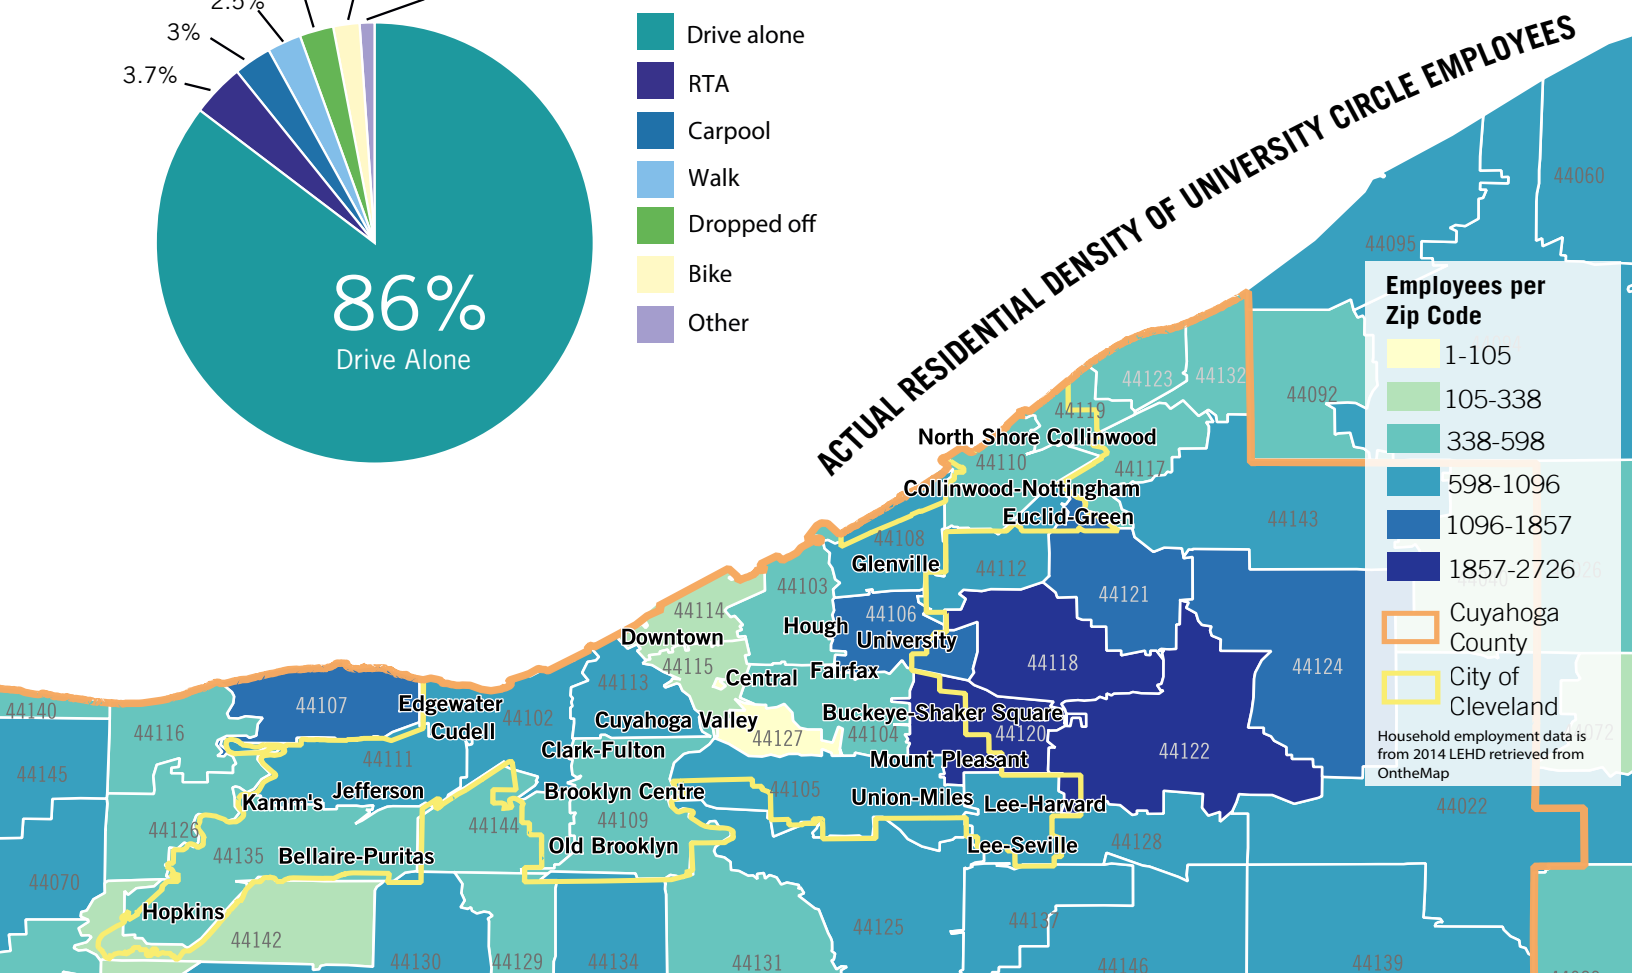 2.5%
3%
3.7%
86%
Drive Alone
Drive alone
RTA
Carpool
Walk
Dropped off
Bike
Other
ACTUAL RESIDENTIAL DENSITY OF UNIVERSITY CIRCLE EMPLOYEES
44060
44095
Employees per
Zip Code
1-105
105-338
338-598
598-1096
1096-1857
1857-2726
Cuyahoga
County
City of
Cleveland
Household employment data is
from 2014 LEHD retrieved from
OntheMap
44123
44132
44092
44119
North Shore Collinwood
44110
44117
Collinwood-Nottingham
Euclid-Green
44143
44108
Glenville
44112
44103
44121
44114
44106
Hough
University
Downtown
44115
44118
44124
Central
Fairfax
44113
44107
Edgewater
44140
44102
Cuyahoga Valley
Buckeye-Shaker Square
44116
Cudell
44127
44104
44120
44122
Clark-Fulton
Mount Pleasant
44111
44145
Jefferson
Brooklyn Centre
44105
Union-Miles
Lee-Harvard
Kamm's
44022
44126
44144
44109
44128
Old Brooklyn
Lee-Seville
44135
Bellaire-Puritas
44070
Hopkins
44142
44125
44137
44130
44129
44134
44131
44146
44139